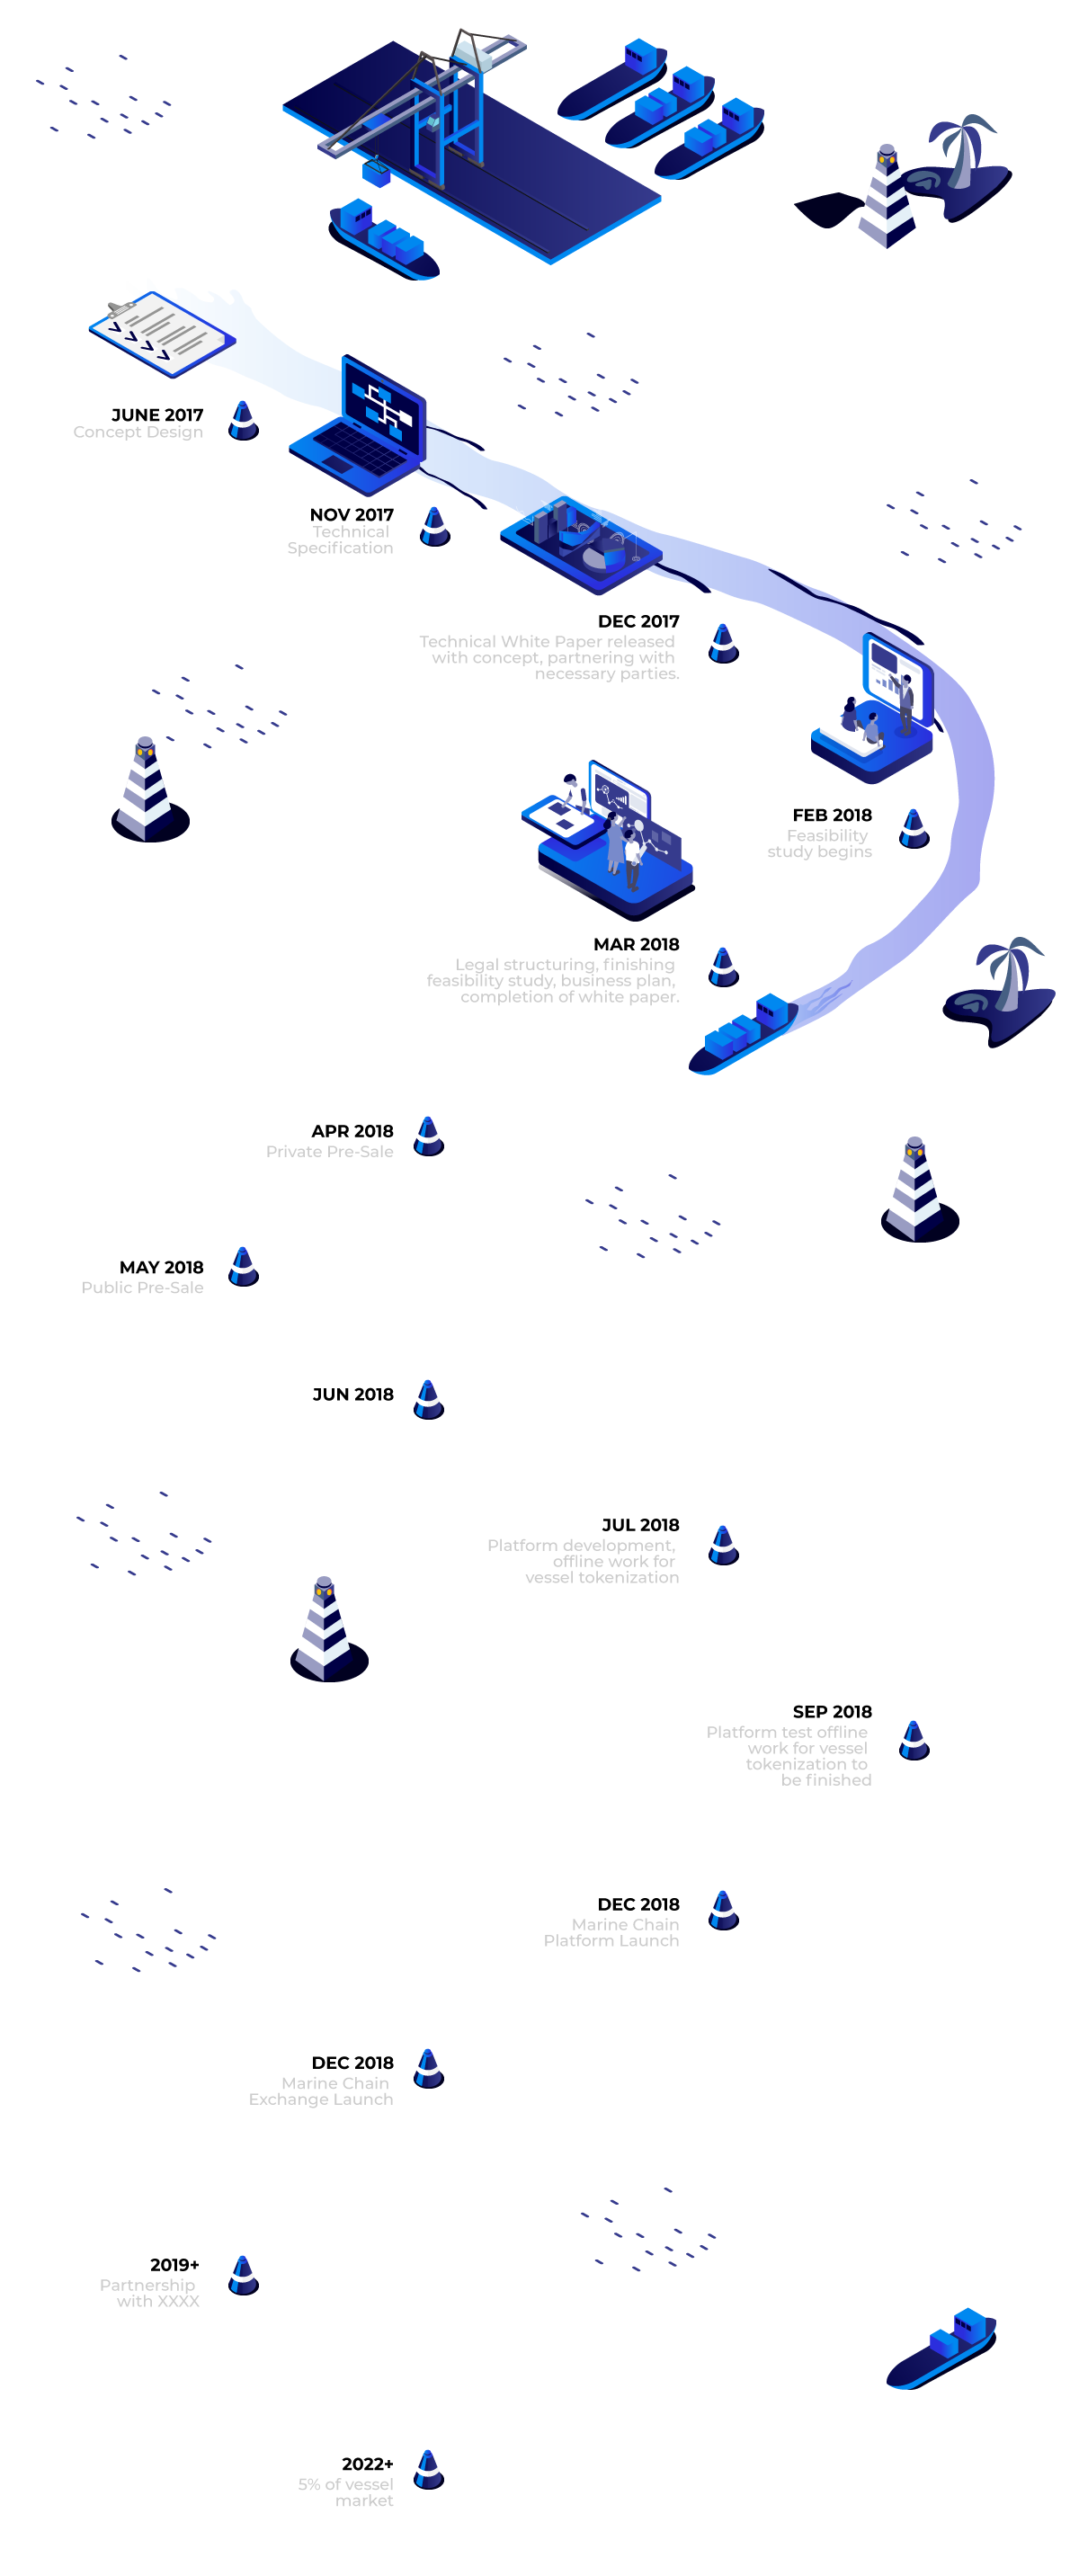 JUNE 2017
Concept Design
NOV 2017
Technical
Specification
DEC 2017
Technical White Paper released
with concept, partnering with
necessary parties.
FEB 2018
Feasibility
study begins
MAR 2018
Legal structuring, finishing
feasibility study, business plan,
completion of white paper.
APR 2018
Private Pre-Sale
MAY 2018
Public Pre-Sale
JUN 2018
JUL 2018
Platform development,
offline work for
vessel tokenization
SEP 2018
Platform test offline
work for vessel
tokenization to
be finished
DEC 2018
Marine Chain
Platform Launch
DEC 2018
Marine Chain
Exchange Launch
2019+
Partnership
with XXXX
2022+
5% of vessel
market